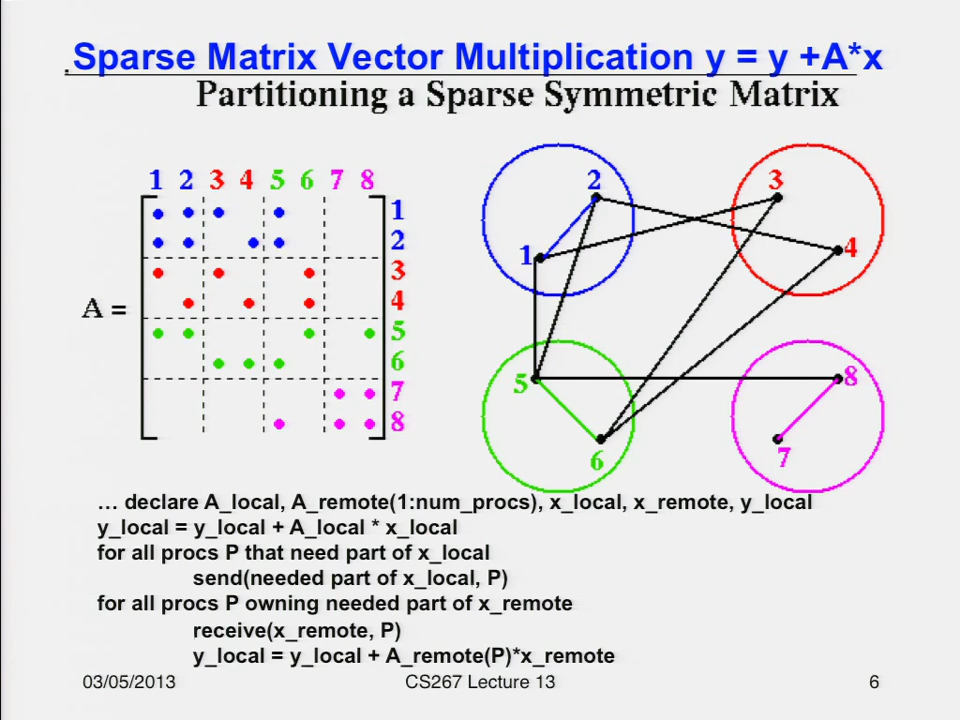 Sparse Matrix Vector Multiplication y = y +A*x
Partitioning a Sparse Symmetric Matrix
1 2 3 4 5 6 7 8
1
2
3
4
A =
5
6
7
8
2
1
3
4
5
6
8
7
… declare A_local, A_remote(1:num_procs), x_local, x_remote, y_local
y_local = y_local + A_local * x_local
for all procs P that need part of x_local
send(needed part of x_local, P)
for all procs P owning needed part of x_remote
receive(x_remote, P)
y_local = y_local + A_remote(P)*x_remote
03/05/2013 CS267 Lecture 13 6